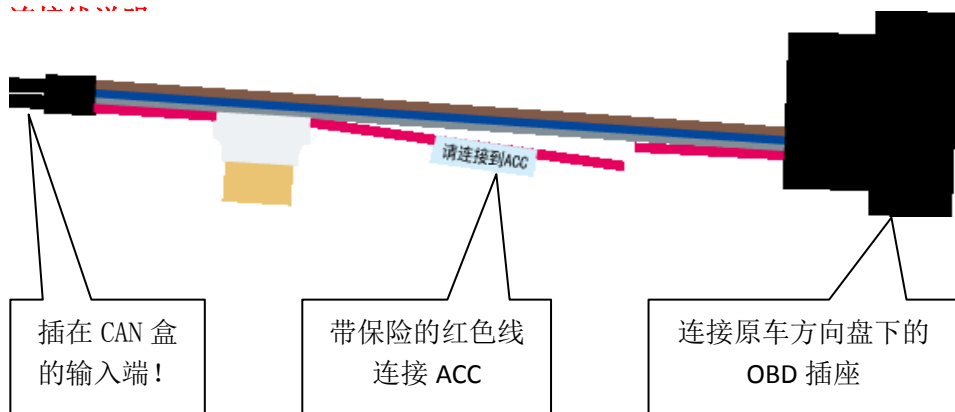 请连接到ACC
插在 CAN 盒
的输入端！
带保险的红色线
连接 ACC
连接原车方向盘下的
OBD 插座